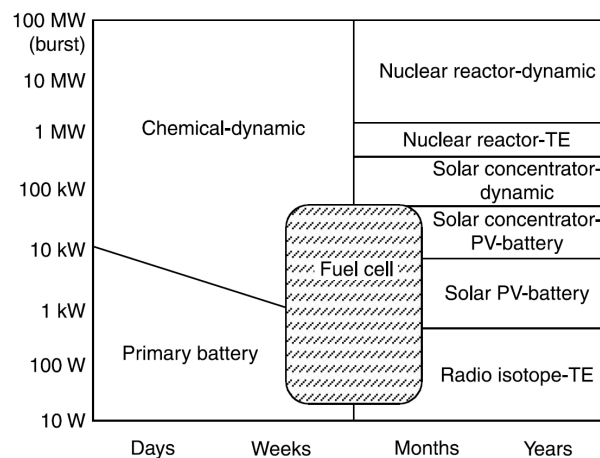 100 MW
(burst)
10 MW
1 MW
100 kW
10 kW
1 kW
100 W
10 W
Chemical-dynamic
Primary battery
Fuel cell
Nuclear reactor-dynamic
Nuclear reactor-TE
Solar concentrator-
dynamic
Solar concentrator-
PV-battery
Solar PV-battery
Radio isotope-TE
Days
Weeks
Months
Years